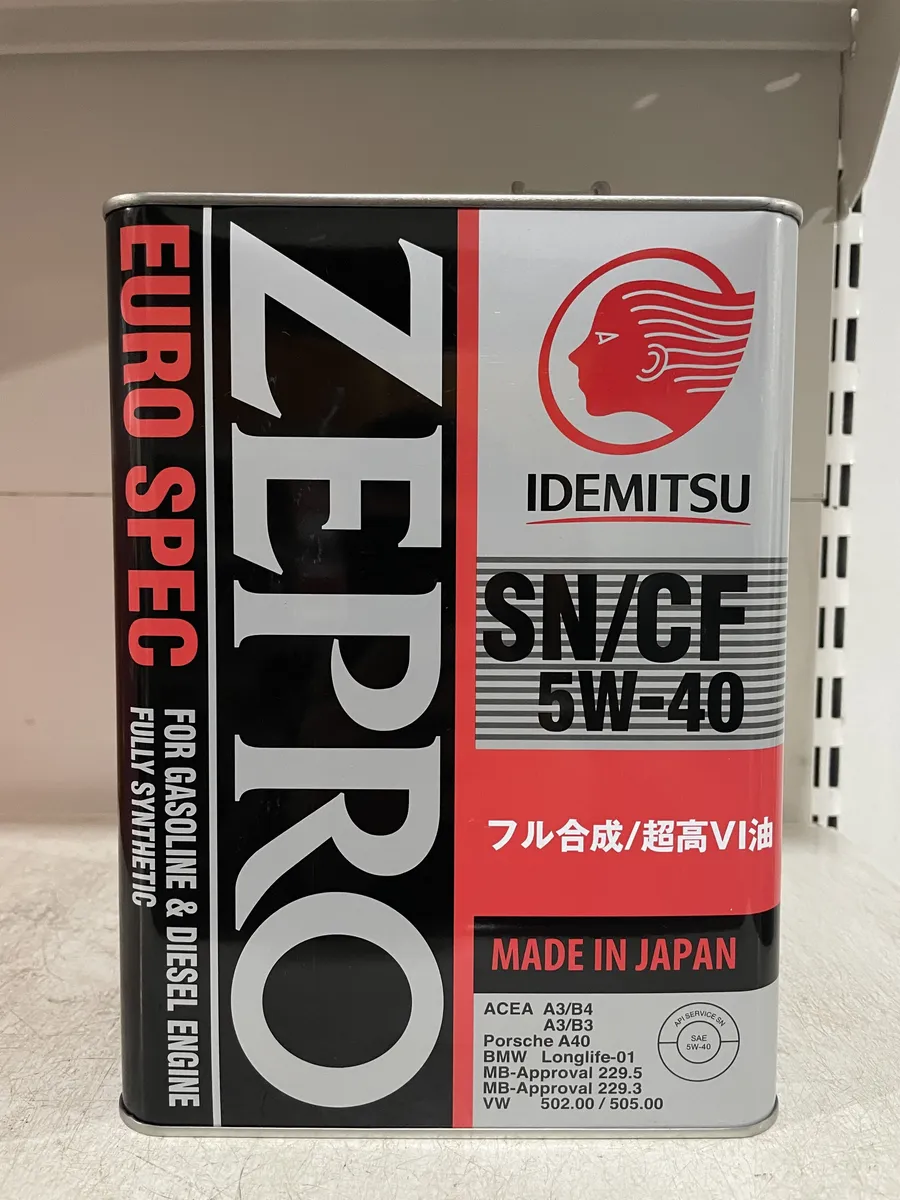 EURO SPEC
FOR GASOLINE & DIESEL ENGINE
FULLY SYNTHETIC
ZEPRO
IDEMITSU
SN/CF
5W-40
フル合成/超高VI油
MADE IN JAPAN
ACEA A3/B4
A3/B3
Porsche A40
BMW Longlife-01
MB-Approval 229.5
MB-Approval 229.3
VW 502.00 / 505.00
API SERVICE SN
SAE
5W-40